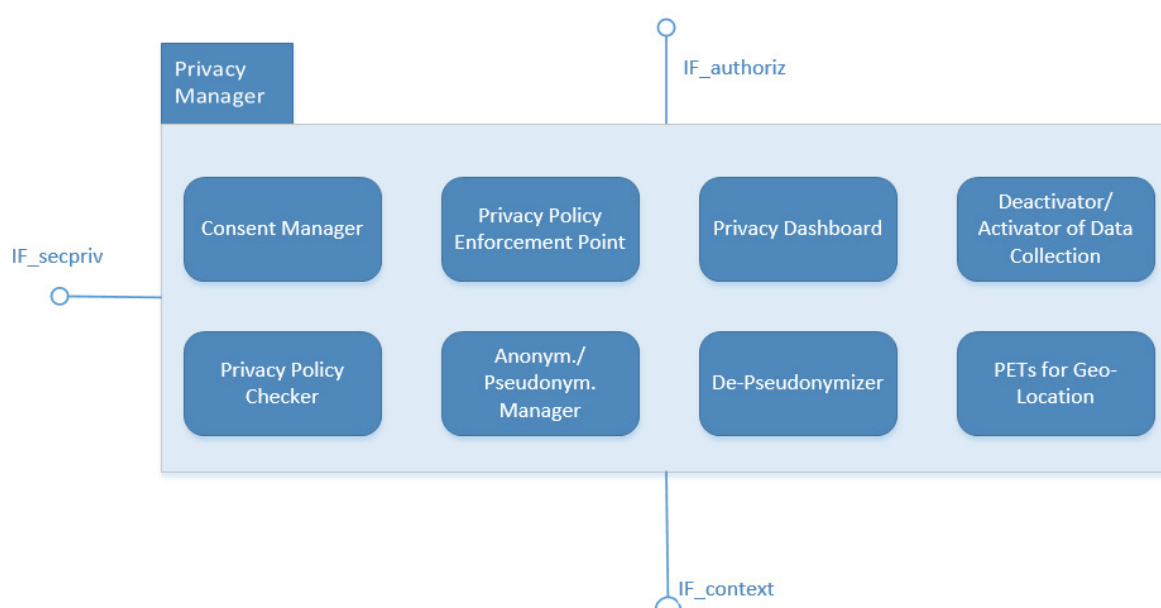 IF_authoriz
Privacy
Manager
Consent Manager
Privacy Policy
Enforcement Point
Privacy Dashboard
Deactivator/
Activator of Data
Collection
IF_secpriv
Privacy Policy
Checker
Anonym./
Pseudonym.
Manager
De-Pseudonymizer
PETs for Geo-
Location
IF_context